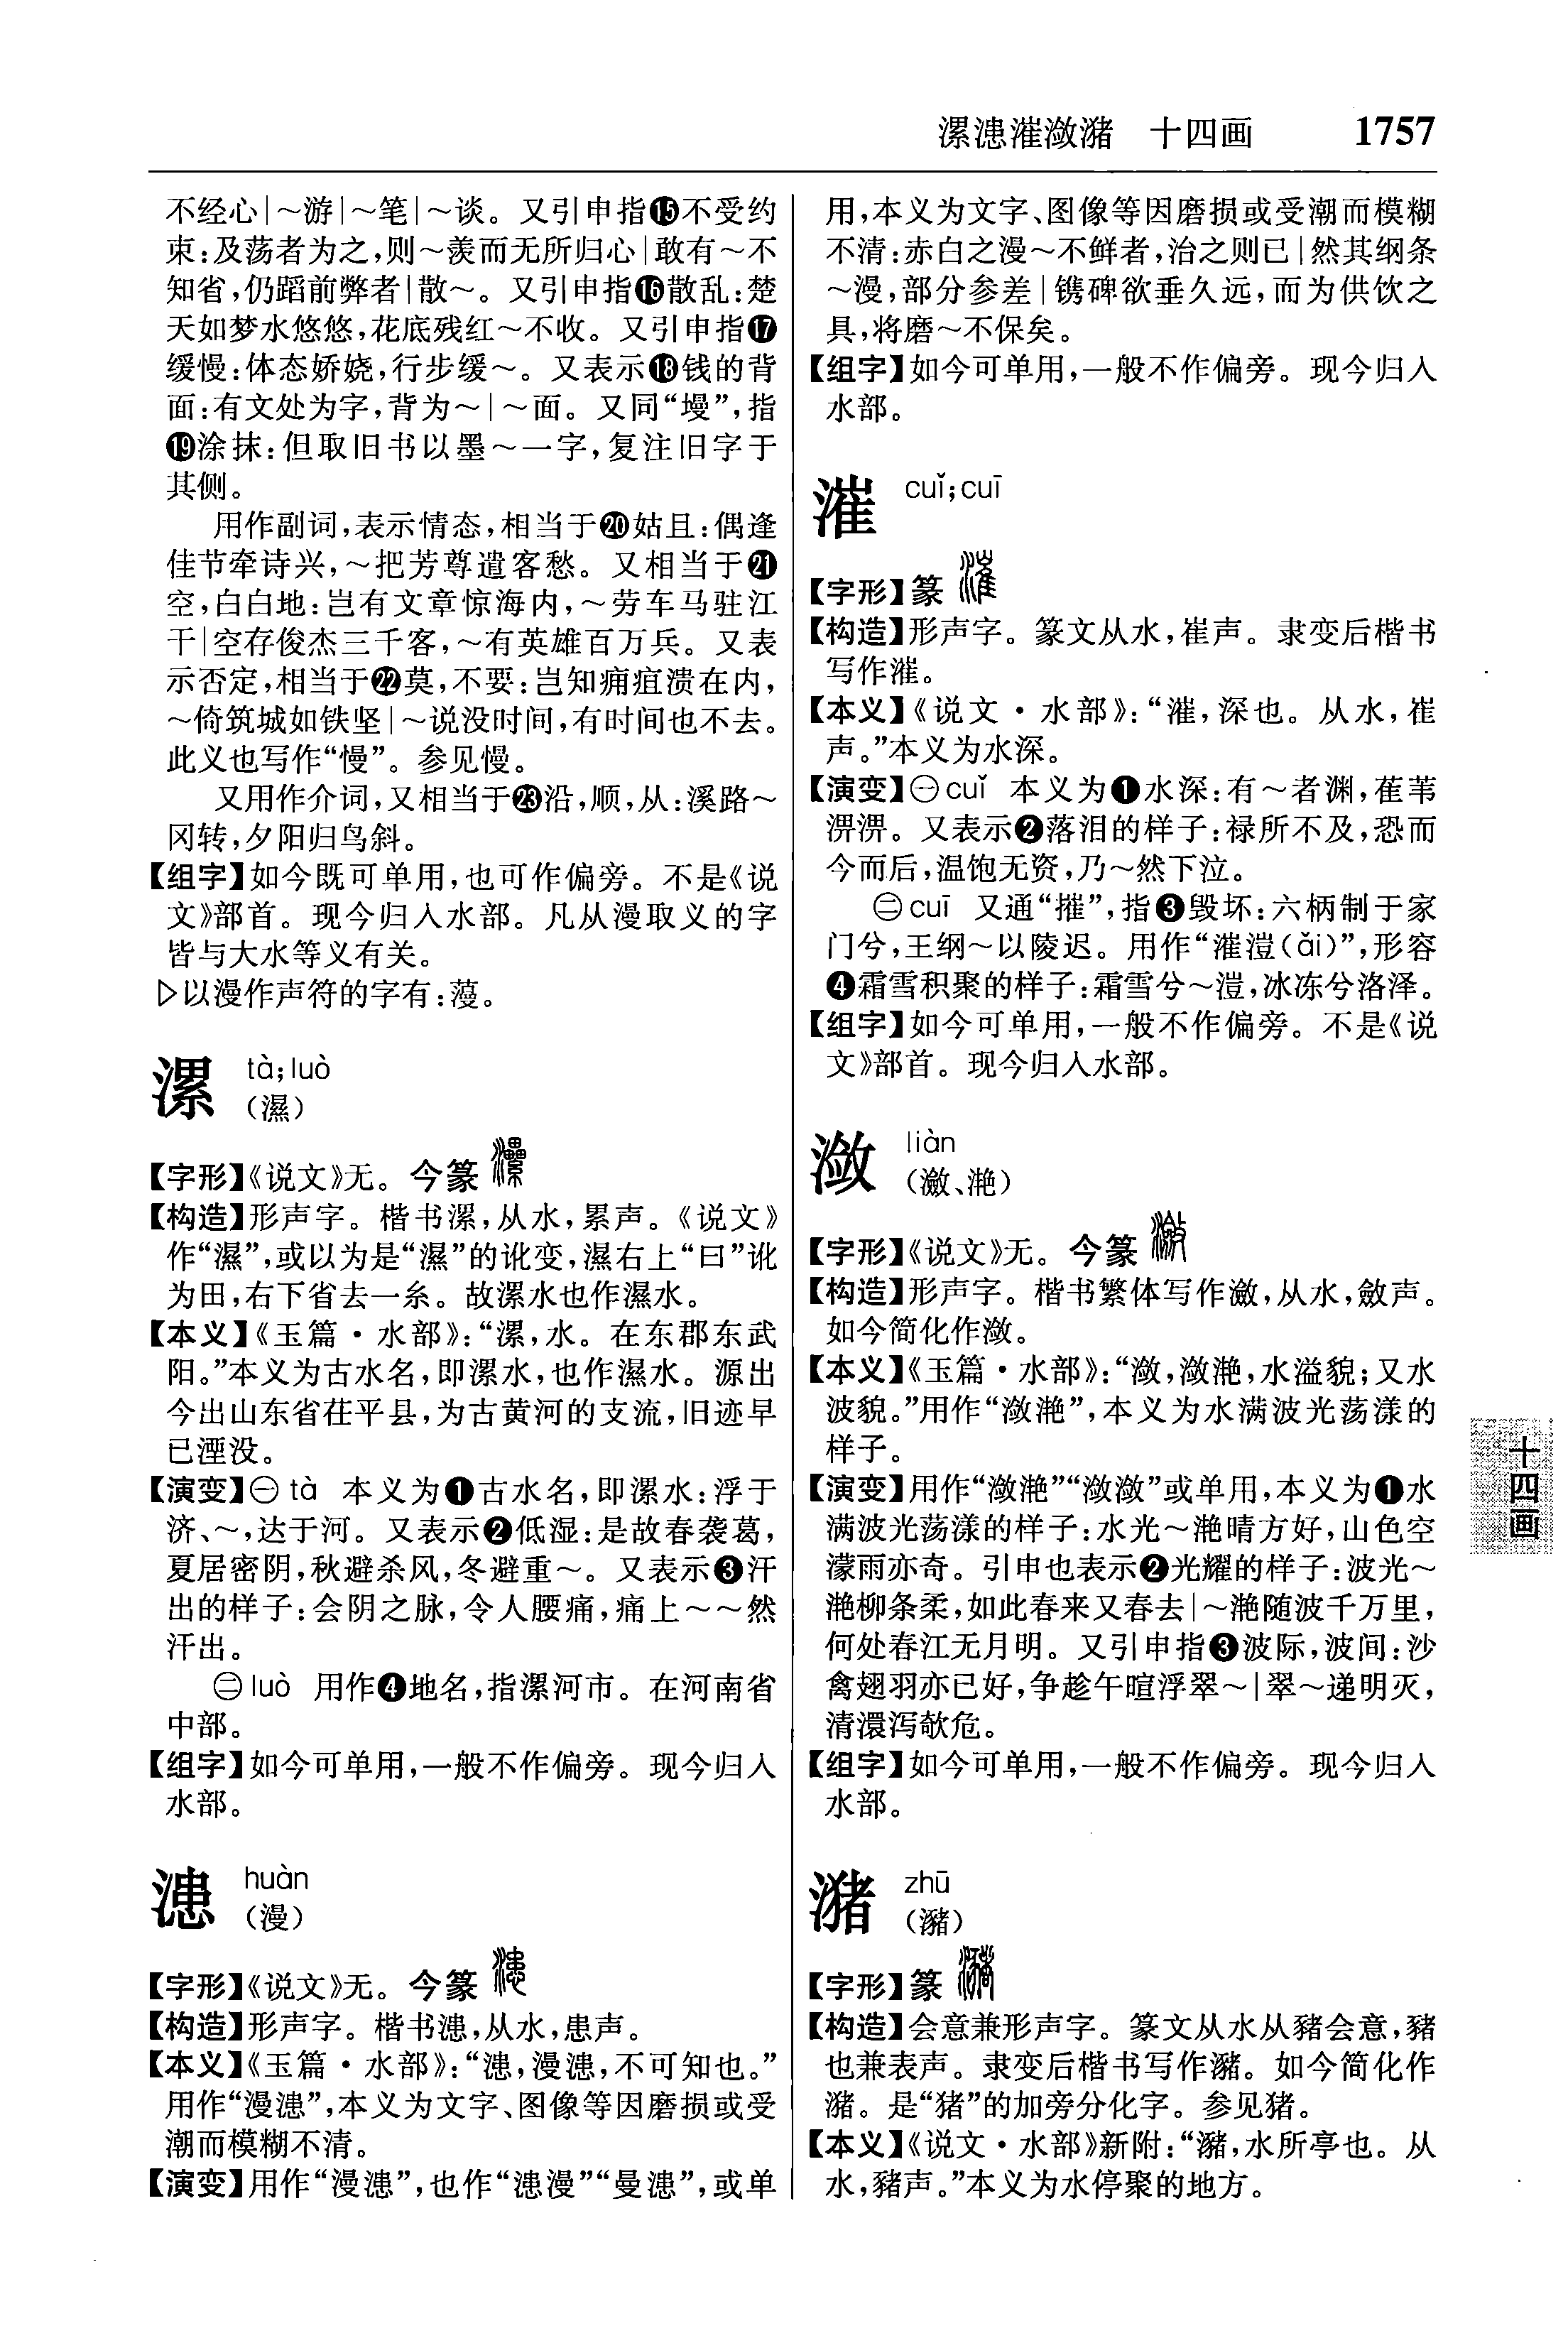 漯漶漼潋潴　十四画　1757
不经心|～游|～笔|～谈。又引申指⓯不受约
束:及荡者为之,则～羡而无所归心|敢有～不
知省,仍蹈前弊者|散～。又引申指⓰散乱:楚
天如梦水悠悠,花底残红～不收。又引申指⓱
缓慢:体态娇娆,行步缓～。又表示⓲钱的背
面:有文处为字,背为～|～面。又同“墁”,指
⓳涂抹:但取旧书以墨～一字,复注旧字于
其侧。
用作副词,表示情态,相当于⓴姑且:偶逢
佳节牵诗兴,～把芳尊遣客愁。又相当于㉑
空,白白地:岂有文章惊海内,～劳车马驻江
干|空存俊杰三千客,～有英雄百万兵。又表
示否定,相当于㉒莫,不要:岂知痈疽溃在内,
～倚筑城如铁坚|～说没时间,有时间也不去。
此义也写作“慢”。参见慢。
又用作介词,又相当于㉓沿,顺,从:溪路～
冈转,夕阳归鸟斜。
【组字】如今既可单用,也可作偏旁。不是《说
文》部首。现今归入水部。凡从漫取义的字
皆与大水等义有关。
▷以漫作声符的字有:藫。
漯 tà;luò
（濕）
【字形】《说文》无。今篆
【构造】形声字。楷书漯,从水,累声。《说文》
作“濕”,或以为是“濕”的讹变,濕右上“日”讹
为田,右下省去一糸。故漯水也作濕水。
【本义】《玉篇·水部》:“漯,水。在东郡东武
阳。”本义为古水名,即漯水,也作濕水。源出
今出山东省茌平县,为古黄河的支流,旧迹早
已湮没。
【演变】㊀tà 本义为❶古水名,即漯水:浮于
济、～,达于河。又表示❷低湿:是故春袭葛,
夏居密阴,秋避杀风,冬避重～。又表示❸汗
出的样子:会阴之脉,令人腰痛,痛上～～然
汗出。
㊁luò 用作❹地名,指漯河市。在河南省
中部。
【组字】如今可单用,一般不作偏旁。现今归入
水部。
漶 huàn
（漫）
【字形】《说文》无。今篆
【构造】形声字。楷书漶,从水,患声。
【本义】《玉篇·水部》:“漶,漫漶,不可知也。”
用作“漫漶”,本义为文字、图像等因磨损或受
潮而模糊不清。
【演变】用作“漫漶”,也作“漶漫”“曼漶”,或单
用,本义为文字、图像等因磨损或受潮而模糊
不清:赤白之漫～不鲜者,治之则已|然其纲条
～漫,部分参差|镌碑欲垂久远,而为供饮之
具,将磨～不保矣。
【组字】如今可单用,一般不作偏旁。现今归入
水部。
漼 cuǐ;cuī
【字形】篆
【构造】形声字。篆文从水,崔声。隶变后楷书
写作漼。
【本义】《说文·水部》:“漼,深也。从水,崔
声。”本义为水深。
【演变】㊀cuǐ 本义为❶水深:有～者渊,萑苇
淠淠。又表示❷落泪的样子:禄所不及,恐而
今而后,温饱无资,乃～然下泣。
㊁cuī 又通“摧”,指❸毁坏:六柄制于家
门兮,王纲～以陵迟。用作“漼溰(ǎi)”,形容
❹霜雪积聚的样子:霜雪兮～溰,冰冻兮洛泽。
【组字】如今可单用,一般不作偏旁。不是《说
文》部首。现今归入水部。
潋 liàn
（瀲、滟）
【字形】《说文》无。今篆
【构造】形声字。楷书繁体写作瀲,从水,斂声。
如今简化作潋。
【本义】《玉篇·水部》:“潋,潋滟,水溢貌;又水
波貌。”用作“潋滟”,本义为水满波光荡漾的
样子。
【演变】用作“潋滟”“潋潋”或单用,本义为❶水
满波光荡漾的样子:水光～滟晴方好,山色空
濛雨亦奇。引申也表示❷光耀的样子:波光～
滟柳条柔,如此春来又春去|～滟随波千万里,
何处春江无月明。又引申指❸波际,波间:沙
禽翅羽亦已好,争趁午暄浮翠～|翠～递明灭,
清澴泻欹危。
【组字】如今可单用,一般不作偏旁。现今归入
水部。
潴 zhū
（瀦）
【字形】篆
【构造】会意兼形声字。篆文从水从豬会意,豬
也兼表声。隶变后楷书写作瀦。如今简化作
潴。是“猪”的加旁分化字。参见猪。
【本义】《说文·水部》新附:“瀦,水所亭也。从
水,豬声。”本义为水停聚的地方。
十四画